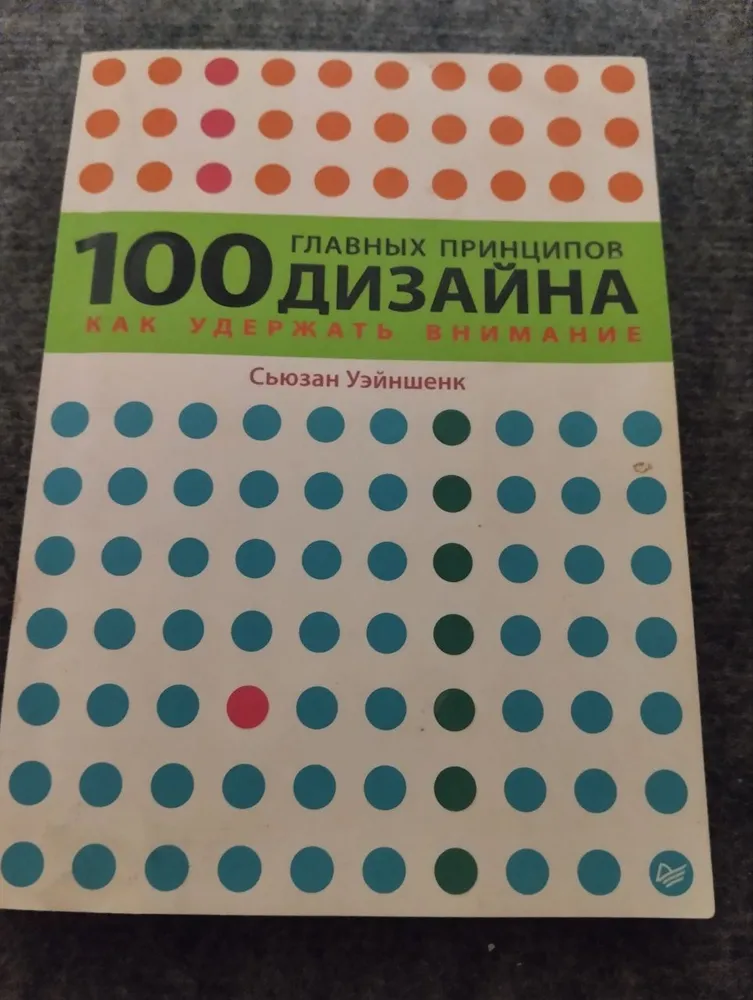 100 ГЛАВНЫХ ПРИНЦИПОВ
ДИЗАЙНА
КАК УДЕРЖАТЬ ВНИМАНИЕ
Сьюзан Уэйншенк